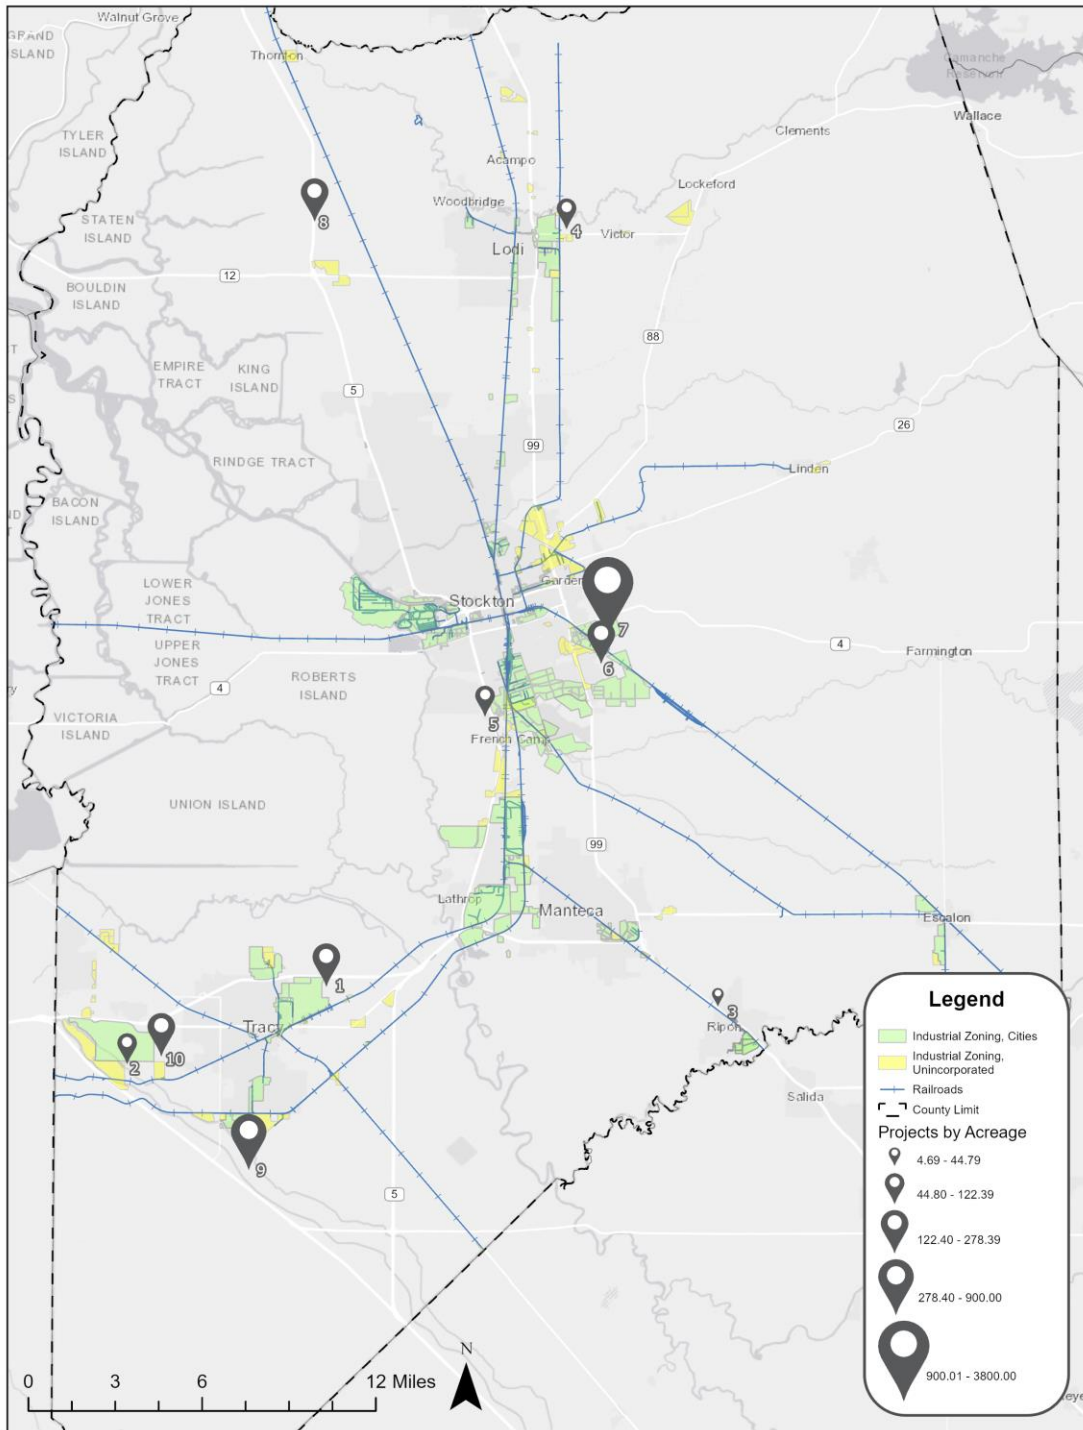 Walnut Grove
GRAND
ISLAND
Thornton
Camanche
Reservoir
Wallace
TYLER
ISLAND
Clements
Acampo
Lockeford
Woodbridge
STATEN
ISLAND
8
4
Victor
Lodi
12
BOULDIN
ISLAND
88
EMPIRE
TRACT
KING
ISLAND
5
26
99
RINDGE TRACT
Linden
BACON
ISLAND
LOWER
JONES
TRACT
Garden
Stockton
7
UPPER
JONES
TRACT
6
4
Farmington
ROBERTS
ISLAND
4
VICTORIA
ISLAND
5
French Camp
UNION ISLAND
99
Lathrop
Manteca
Escalon
1
3
Ripon
Tracy
2
10
Salida
9
5
N
0 3 6 12 Miles
Legend
Industrial Zoning, Cities
Industrial Zoning,
Unincorporated
Railroads
County Limit
Projects by Acreage
4.69 - 44.79
44.80 - 122.39
122.40 - 278.39
278.40 - 900.00
900.01 - 3800.00